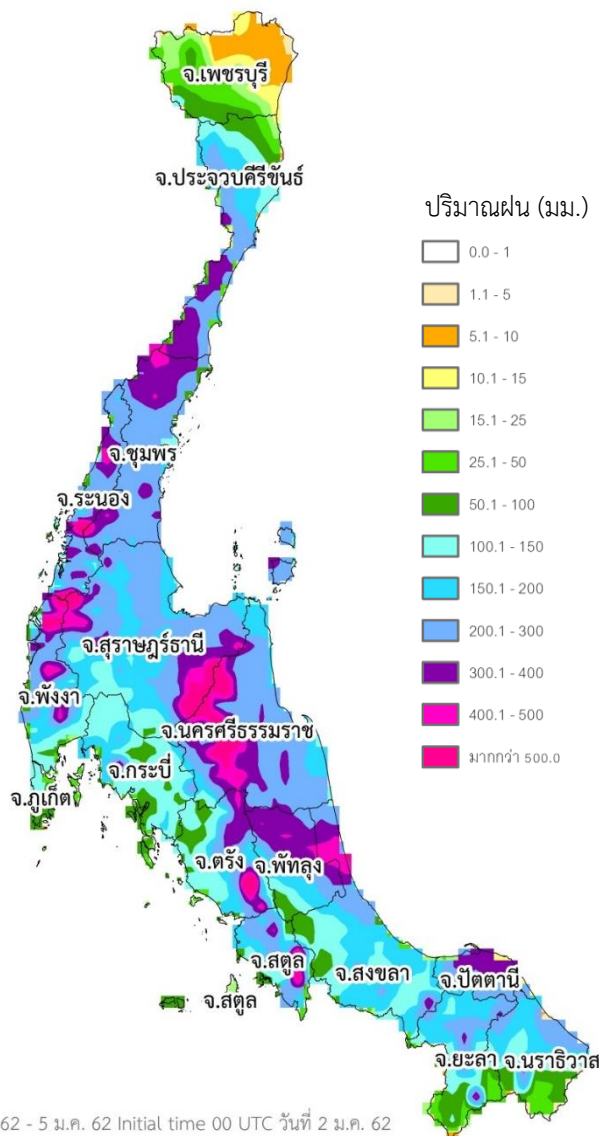 จ.เพชรบุรี
จ.ประจวบคีรีขันธ์
ปริมาณฝน (มม.)
0.0 - 1
1.1 - 5
5.1 - 10
10.1 - 15
15.1 - 25
25.1 - 50
50.1 - 100
100.1 - 150
150.1 - 200
200.1 - 300
300.1 - 400
400.1 - 500
มากกว่า 500.0
จ.ชุมพร
จ.ระนอง
จ.สุราษฎร์ธานี
จ.พังงา
จ.นครศรีธรรมราช
จ.กระบี่
จ.ภูเก็ต
จ.ตรัง
จ.พัทลุง
จ.สตูล
จ.สงขลา
จ.ปัตตานี
จ.สตูล
จ.ยะลา
จ.นราธิวาส
62 - 5 ม.ค. 62 Initial time 00 UTC วันที่ 2 ม.ค. 62